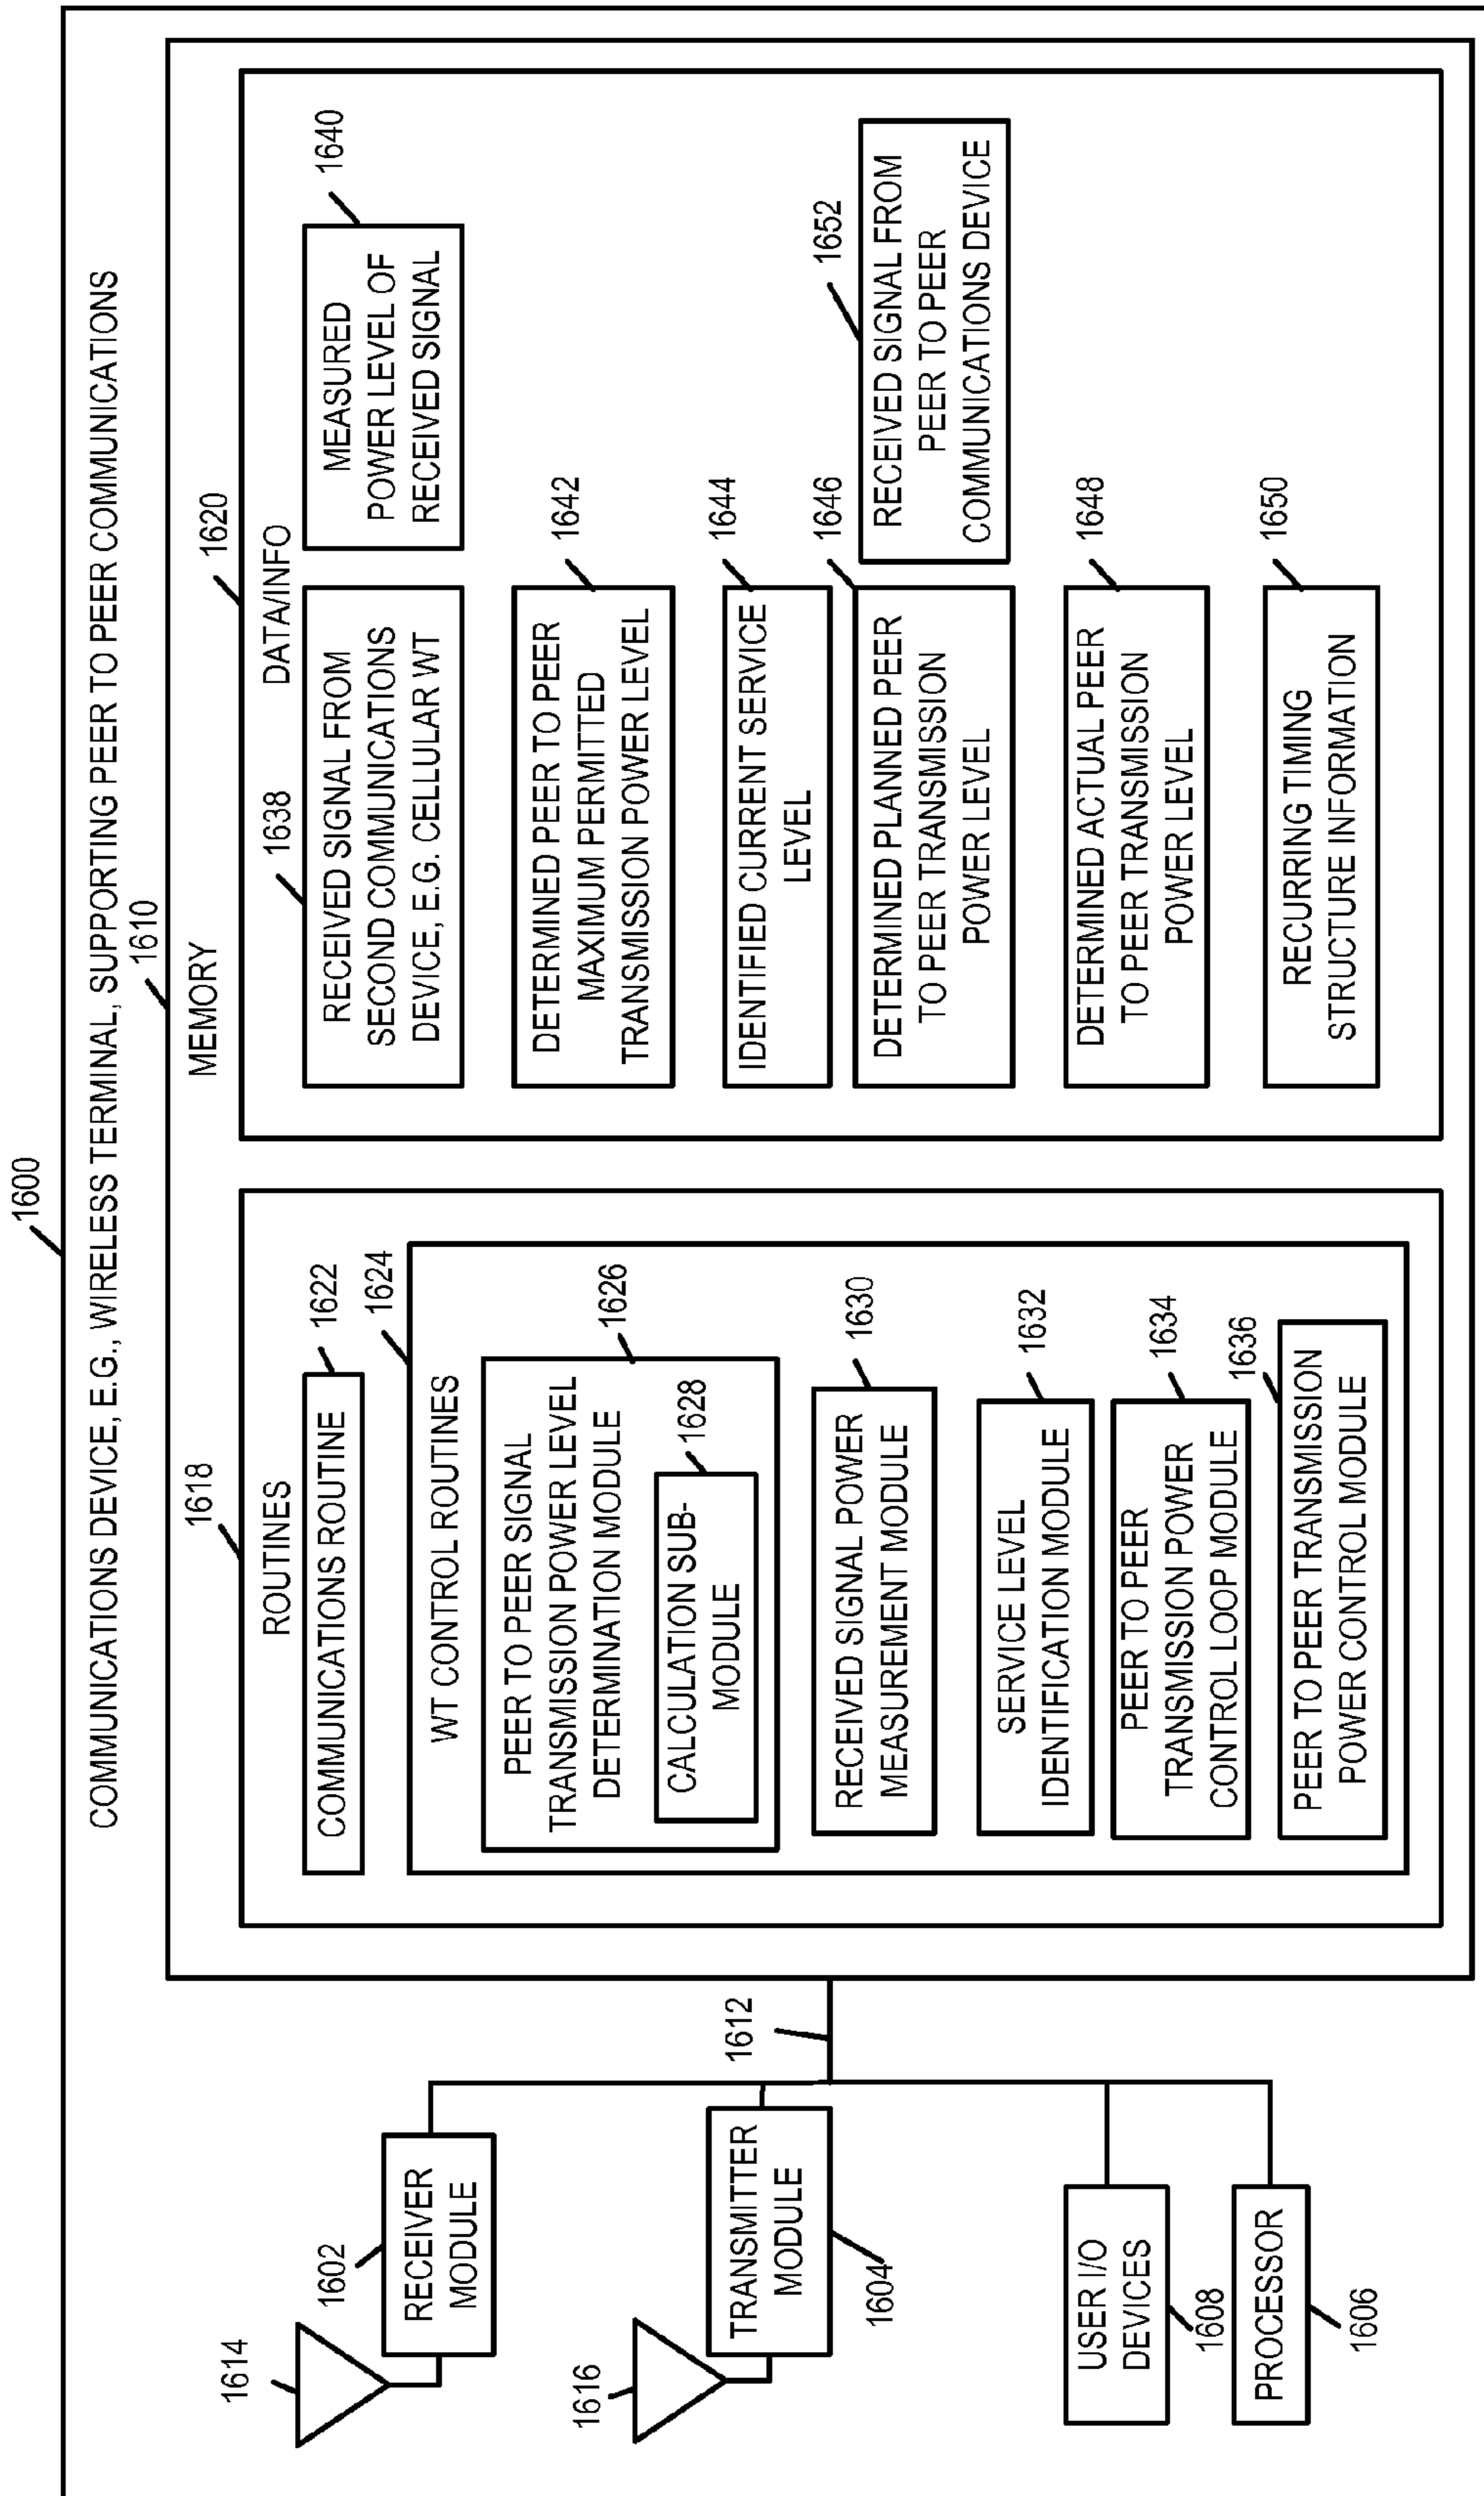 1600
COMMUNICATIONS DEVICE, E.G., WIRELESS TERMINAL, SUPPORTING PEER TO PEER COMMUNICATIONS
1614
1602
RECEIVER
MODULE
1616
TRANSMITTER
MODULE
1604
USER I/O
DEVICES
1608
PROCESSOR
1606
1612
1610
MEMORY
1618
ROUTINES
1622
COMMUNICATIONS ROUTINE
1624
WT CONTROL ROUTINES
1626
PEER TO PEER SIGNAL
TRANSMISSION POWER LEVEL
DETERMINATION MODULE
1628
CALCULATION SUB-
MODULE
1630
RECEIVED SIGNAL POWER
MEASUREMENT MODULE
1632
SERVICE LEVEL
IDENTIFICATION MODULE
1634
PEER TO PEER
TRANSMISSION POWER
CONTROL LOOP MODULE
1636
PEER TO PEER TRANSMISSION
POWER CONTROL MODULE
1620
DATA/INFO
1638
RECEIVED SIGNAL FROM
SECOND COMMUNICATIONS
DEVICE, E.G. CELLULAR WT
1640
MEASURED
POWER LEVEL OF
RECEIVED SIGNAL
1642
DETERMINED PEER TO PEER
MAXIMUM PERMITTED
TRANSMISSION POWER LEVEL
1644
IDENTIFIED CURRENT SERVICE
LEVEL
1646
DETERMINED PLANNED PEER
TO PEER TRANSMISSION
POWER LEVEL
1652
RECEIVED SIGNAL FROM
PEER TO PEER
COMMUNICATIONS DEVICE
1648
DETERMINED ACTUAL PEER
TO PEER TRANSMISSION
POWER LEVEL
1650
RECURRING TIMING
STRUCTURE INFORMATION